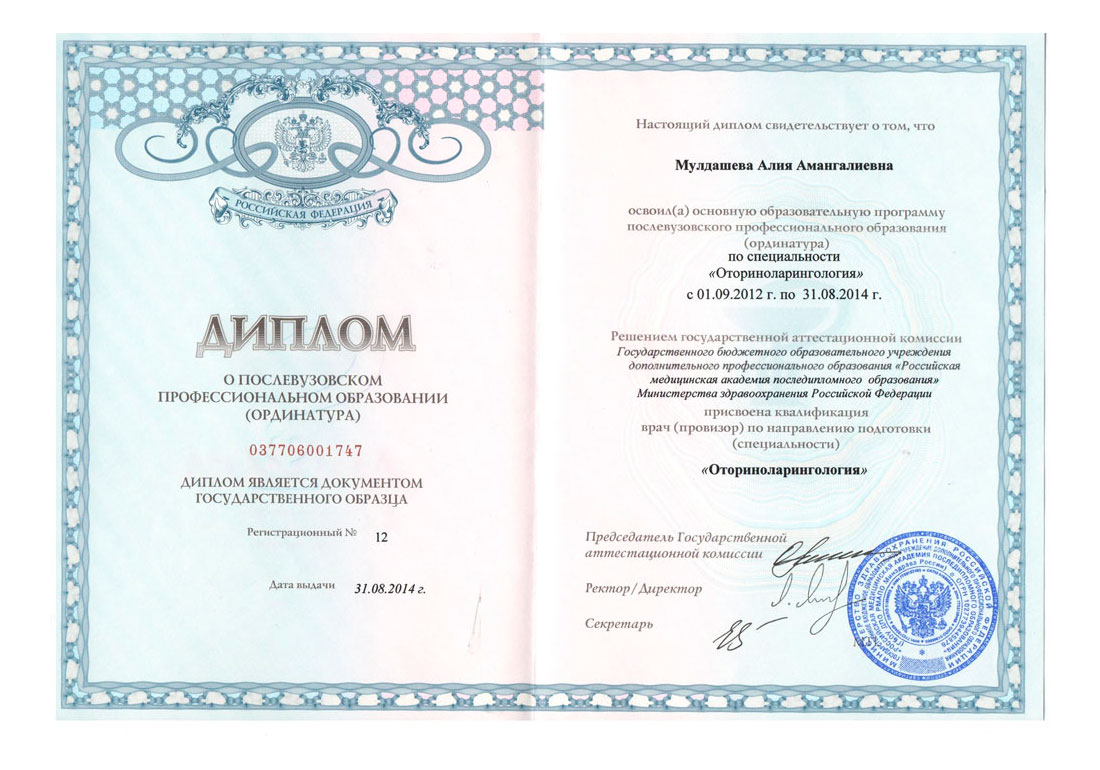 РОССИЙСКАЯ ФЕДЕРАЦИЯ
ДИПЛОМ
О ПОСЛЕВУЗОВСКОМ
ПРОФЕССИОНАЛЬНОМ ОБРАЗОВАНИИ
(ОРДИНАТУРА)
037706001747
ДИПЛОМ ЯВЛЯЕТСЯ ДОКУМЕНТОМ
ГОСУДАРСТВЕННОГО ОБРАЗЦА
Регистрационный № 12
Дата выдачи 31.08.2014 г.
Настоящий диплом свидетельствует о том, что
Мулдашева Алия Амангалиевна
освоил(а) основную образовательную программу
послевузовского профессионального образования
(ординатура)
по специальности
«Оториноларингология»
с 01.09.2012 г. по 31.08.2014 г.
Решением государственной аттестационной комиссии
Государственного бюджетного образовательного учреждения
дополнительного профессионального образования «Российская
медицинская академия последипломного образования»
Министерства здравоохранения Российской Федерации
присвоена квалификация
врач (провизор) по направлению подготовки
(специальности)
«Оториноларингология»
Председатель Государственной
аттестационной комиссии
Ректор/Директор
Секретарь
МИНИСТЕРСТВО ЗДРАВООХРАНЕНИЯ РОССИЙСКОЙ ФЕДЕРАЦИИ